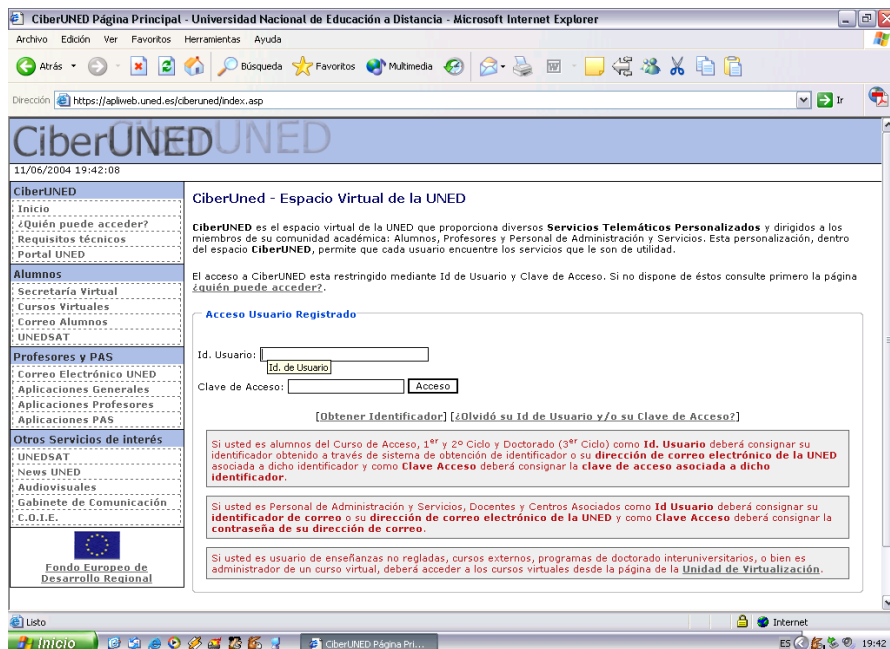 CiberUNED Página Principal - Universidad Nacional de Educación a Distancia - Microsoft Internet Explorer
Archivo Edición Ver Favoritos Herramientas Ayuda
Atrás Búsqueda Favoritos Multimedia
Dirección https://apliweb.uned.es/ciberuned/index.asp Ir
CiberUNED
11/06/2004 19:42:08
CiberUNED
Inicio
¿Quién puede acceder?
Requisitos técnicos
Portal UNED
Alumnos
Secretaría Virtual
Cursos Virtuales
Correo Alumnos
UNEDSAT
Profesores y PAS
Correo Electrónico UNED
Aplicaciones Generales
Aplicaciones Profesores
Aplicaciones PAS
Otros Servicios de interés
UNEDSAT
News UNED
Audiovisuales
Gabinete de Comunicación
C.O.I.E.
Fondo Europeo de
Desarrollo Regional
CiberUned - Espacio Virtual de la UNED
CiberUNED es el espacio virtual de la UNED que proporciona diversos Servicios Telemáticos Personalizados y dirigidos a los
miembros de su comunidad académica: Alumnos, Profesores y Personal de Administración y Servicios. Esta personalización, dentro
del espacio CiberUNED, permite que cada usuario encuentre los servicios que le son de utilidad.
El acceso a CiberUNED esta restringido mediante Id de Usuario y Clave de Acceso. Si no dispone de éstos consulte primero la página
¿quién puede acceder?.
Acceso Usuario Registrado
Id. Usuario:
Id. de Usuario
Clave de Acceso: Acceso
[Obtener Identificador] [¿Olvidó su Id de Usuario y/o su Clave de Acceso?]
Si usted es alumnos del Curso de Acceso, 1er y 2º Ciclo y Doctorado (3er Ciclo) como Id. Usuario deberá consignar su
identificador obtenido a través de sistema de obtención de identificador o su dirección de correo electrónico de la UNED
asociada a dicho identificador y como Clave Acceso deberá consignar la clave de acceso asociada a dicho
identificador.
Si usted es Personal de Administración y Servicios, Docentes y Centros Asociados como Id Usuario deberá consignar su
identificador de correo o su dirección de correo electrónico de la UNED y como Clave Acceso deberá consignar la
contraseña de su dirección de correo.
Si usted es usuario de enseñanzas no regladas, cursos externos, programas de doctorado interuniversitarios, o bien es
administrador de un curso virtual, deberá acceder a los cursos virtuales desde la página de la Unidad de Virtualización.
Listo Internet
Inicio CiberUNED Página Pri... ES 19:42